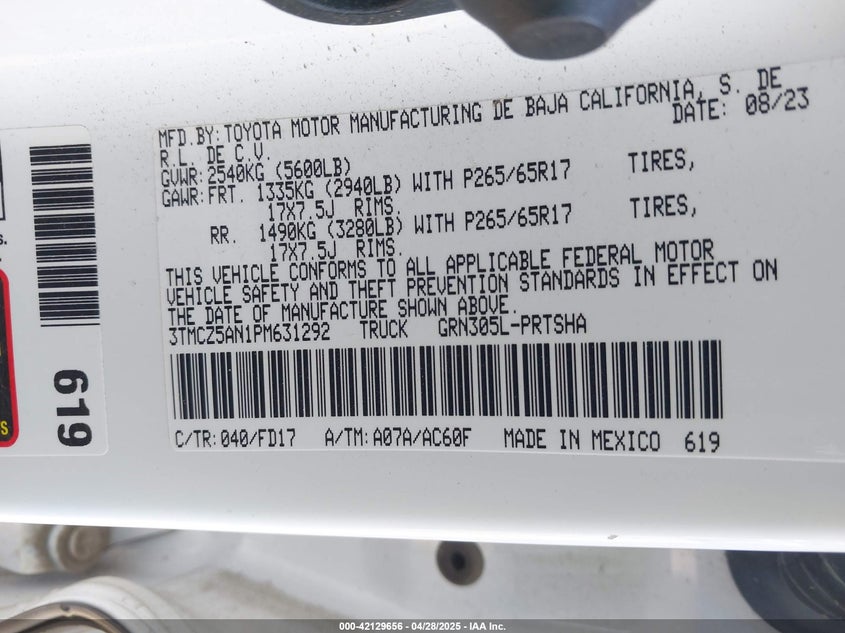 MFD.BY:TOYOTA MOTOR MANUFACTURING DE BAJA CALIFORNIA, S. DE
R.L. DE C.V. DATE: 08/23
GVWR:2540KG (5600LB)
GAWR:FRT. 1335KG (2940LB) WITH P265/65R17 TIRES,
17X7.5J RIMS.
RR. 1490KG (3280LB) WITH P265/65R17 TIRES,
17X7.5J RIMS.
THIS VEHICLE CONFORMS TO ALL APPLICABLE FEDERAL MOTOR
VEHICLE SAFETY AND THEFT PREVENTION STANDARDS IN EFFECT ON
THE DATE OF MANUFACTURE SHOWN ABOVE.
3TMCZ5AN1PM631292 TRUCK GRN305L-PRTSHA
C/TR:040/FD17 A/TM:A07A/AC60F MADE IN MEXICO 619
619
000-42129656 | 04/28/2025 - IAA Inc.